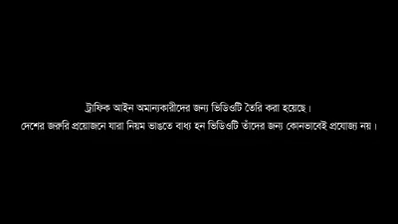 ট্রাফিক আইন অমান্যকারীদের জন্য ভিডিওটি তৈরি করা হয়েছে।
দেশের জরুরি প্রয়োজনে যারা নিয়ম ভাঙতে বাধ্য হন ভিডিওটি তাঁদের জন্য কোনভাবেই প্রযোজ্য নয়।